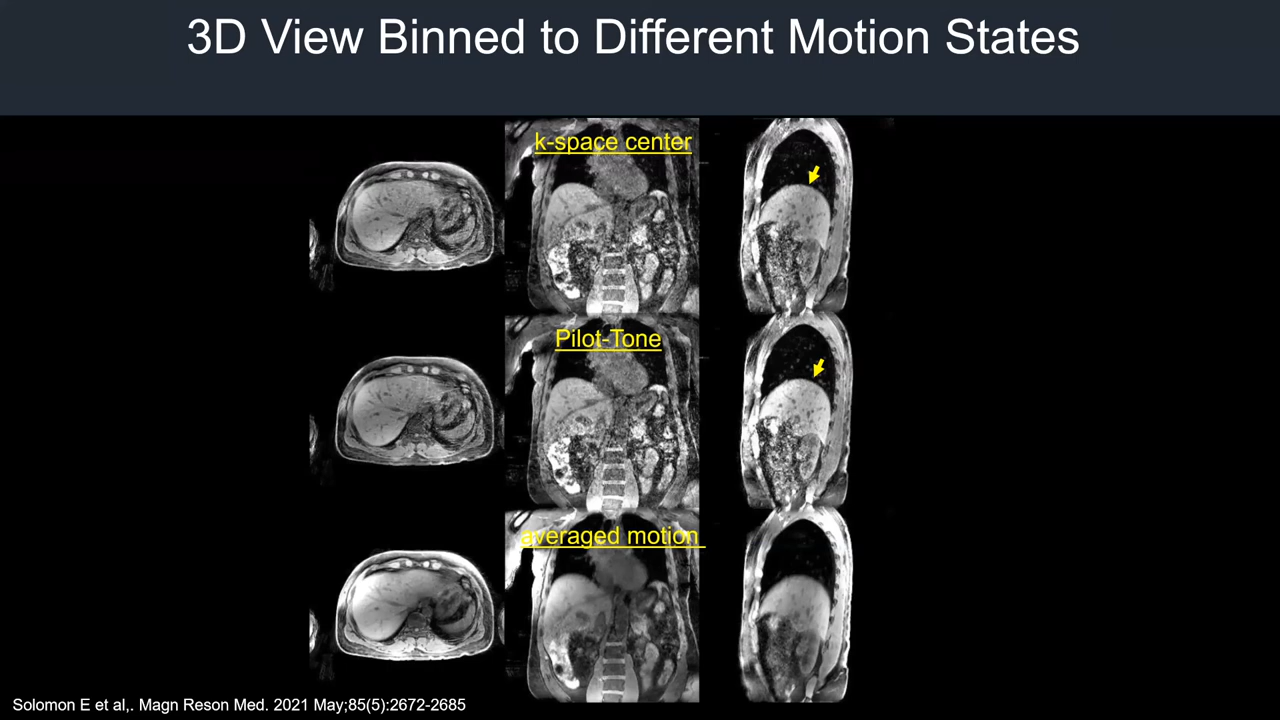 3D View Binned to Different Motion States
k-space center
Pilot-Tone
averaged motion
Solomon E et al,. Magn Reson Med. 2021 May;85(5):2672-2685